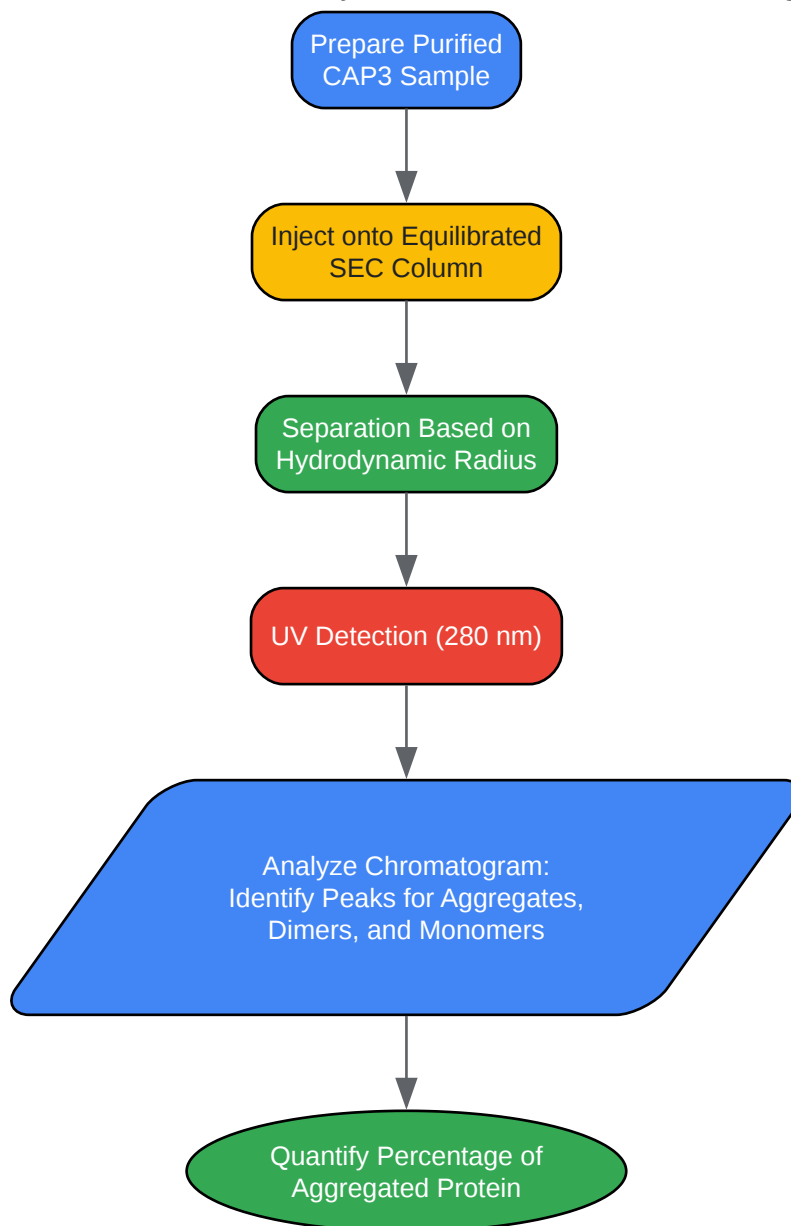 Prepare Purified
CAP3 Sample
Inject onto Equilibrated
SEC Column
Separation Based on
Hydrodynamic Radius
UV Detection (280 nm)
Analyze Chromatogram:
Identify Peaks for Aggregates,
Dimers, and Monomers
Quantify Percentage of
Aggregated Protein